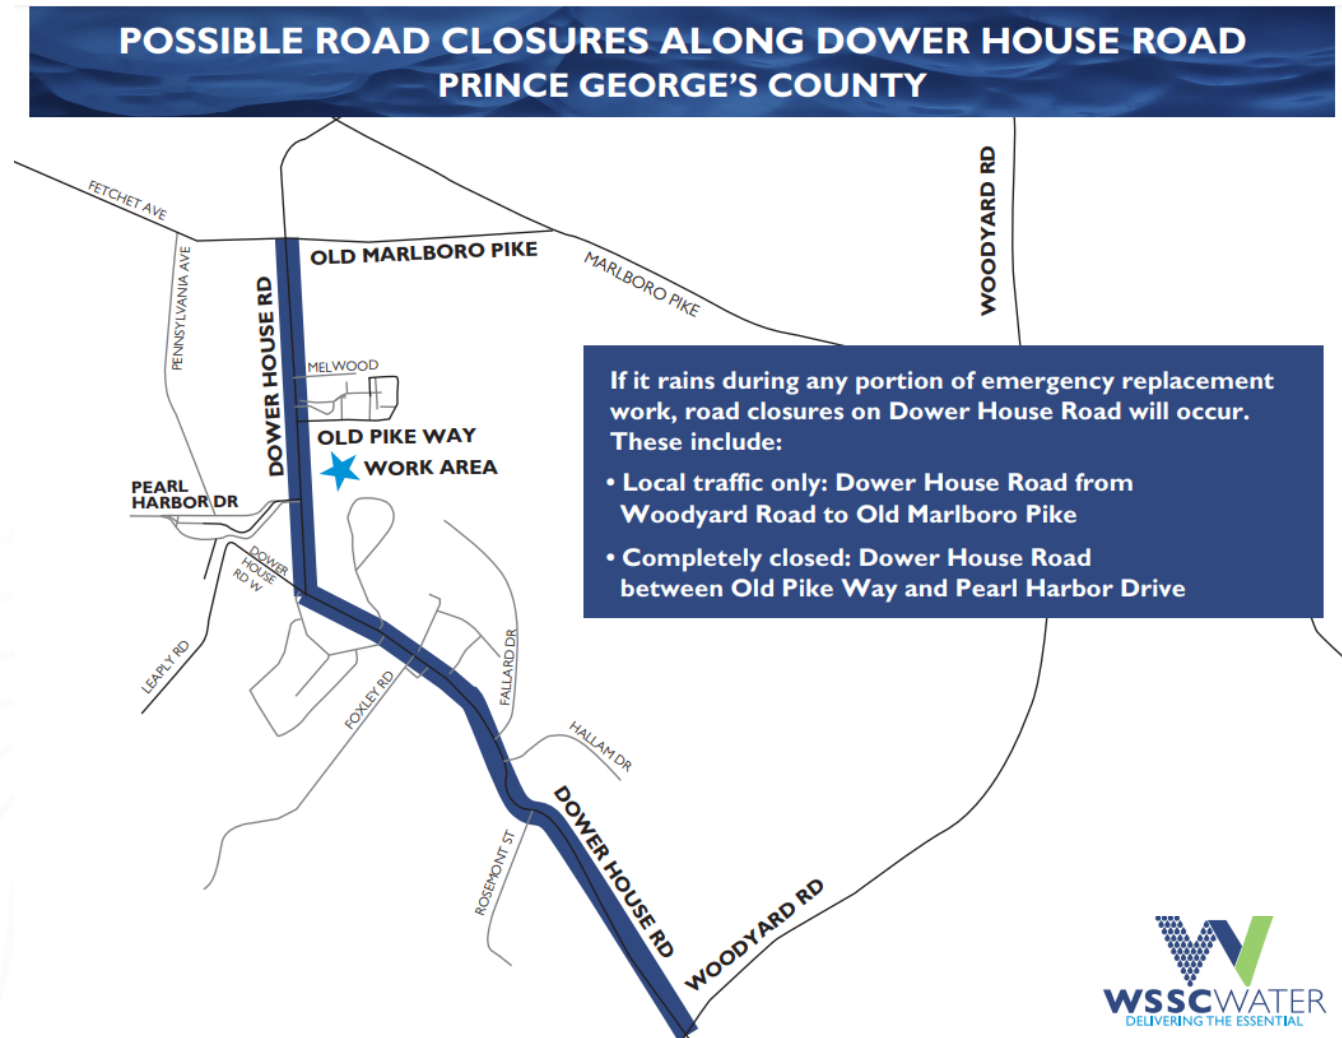 POSSIBLE ROAD CLOSURES ALONG DOWER HOUSE ROAD
PRINCE GEORGE'S COUNTY
FETCHET AVE
PENNSYLVANIA AVE
DOWER HOUSE RD
OLD MARLBORO PIKE
MARLBORO PIKE
WOODYARD RD
MELWOOD
OLD PIKE WAY
WORK AREA
PEARL
HARBOR DR
DOWER
HOUSE
RD W
LEAPLY RD
FOXLEY RD
FALLARD DR
HALLAM DR
ROSEMONT ST
DOWER HOUSE RD
WOODYARD RD
If it rains during any portion of emergency replacement
work, road closures on Dower House Road will occur.
These include:
• Local traffic only: Dower House Road from
Woodyard Road to Old Marlboro Pike
• Completely closed: Dower House Road
between Old Pike Way and Pearl Harbor Drive
WSSCWATER
DELIVERING THE ESSENTIAL